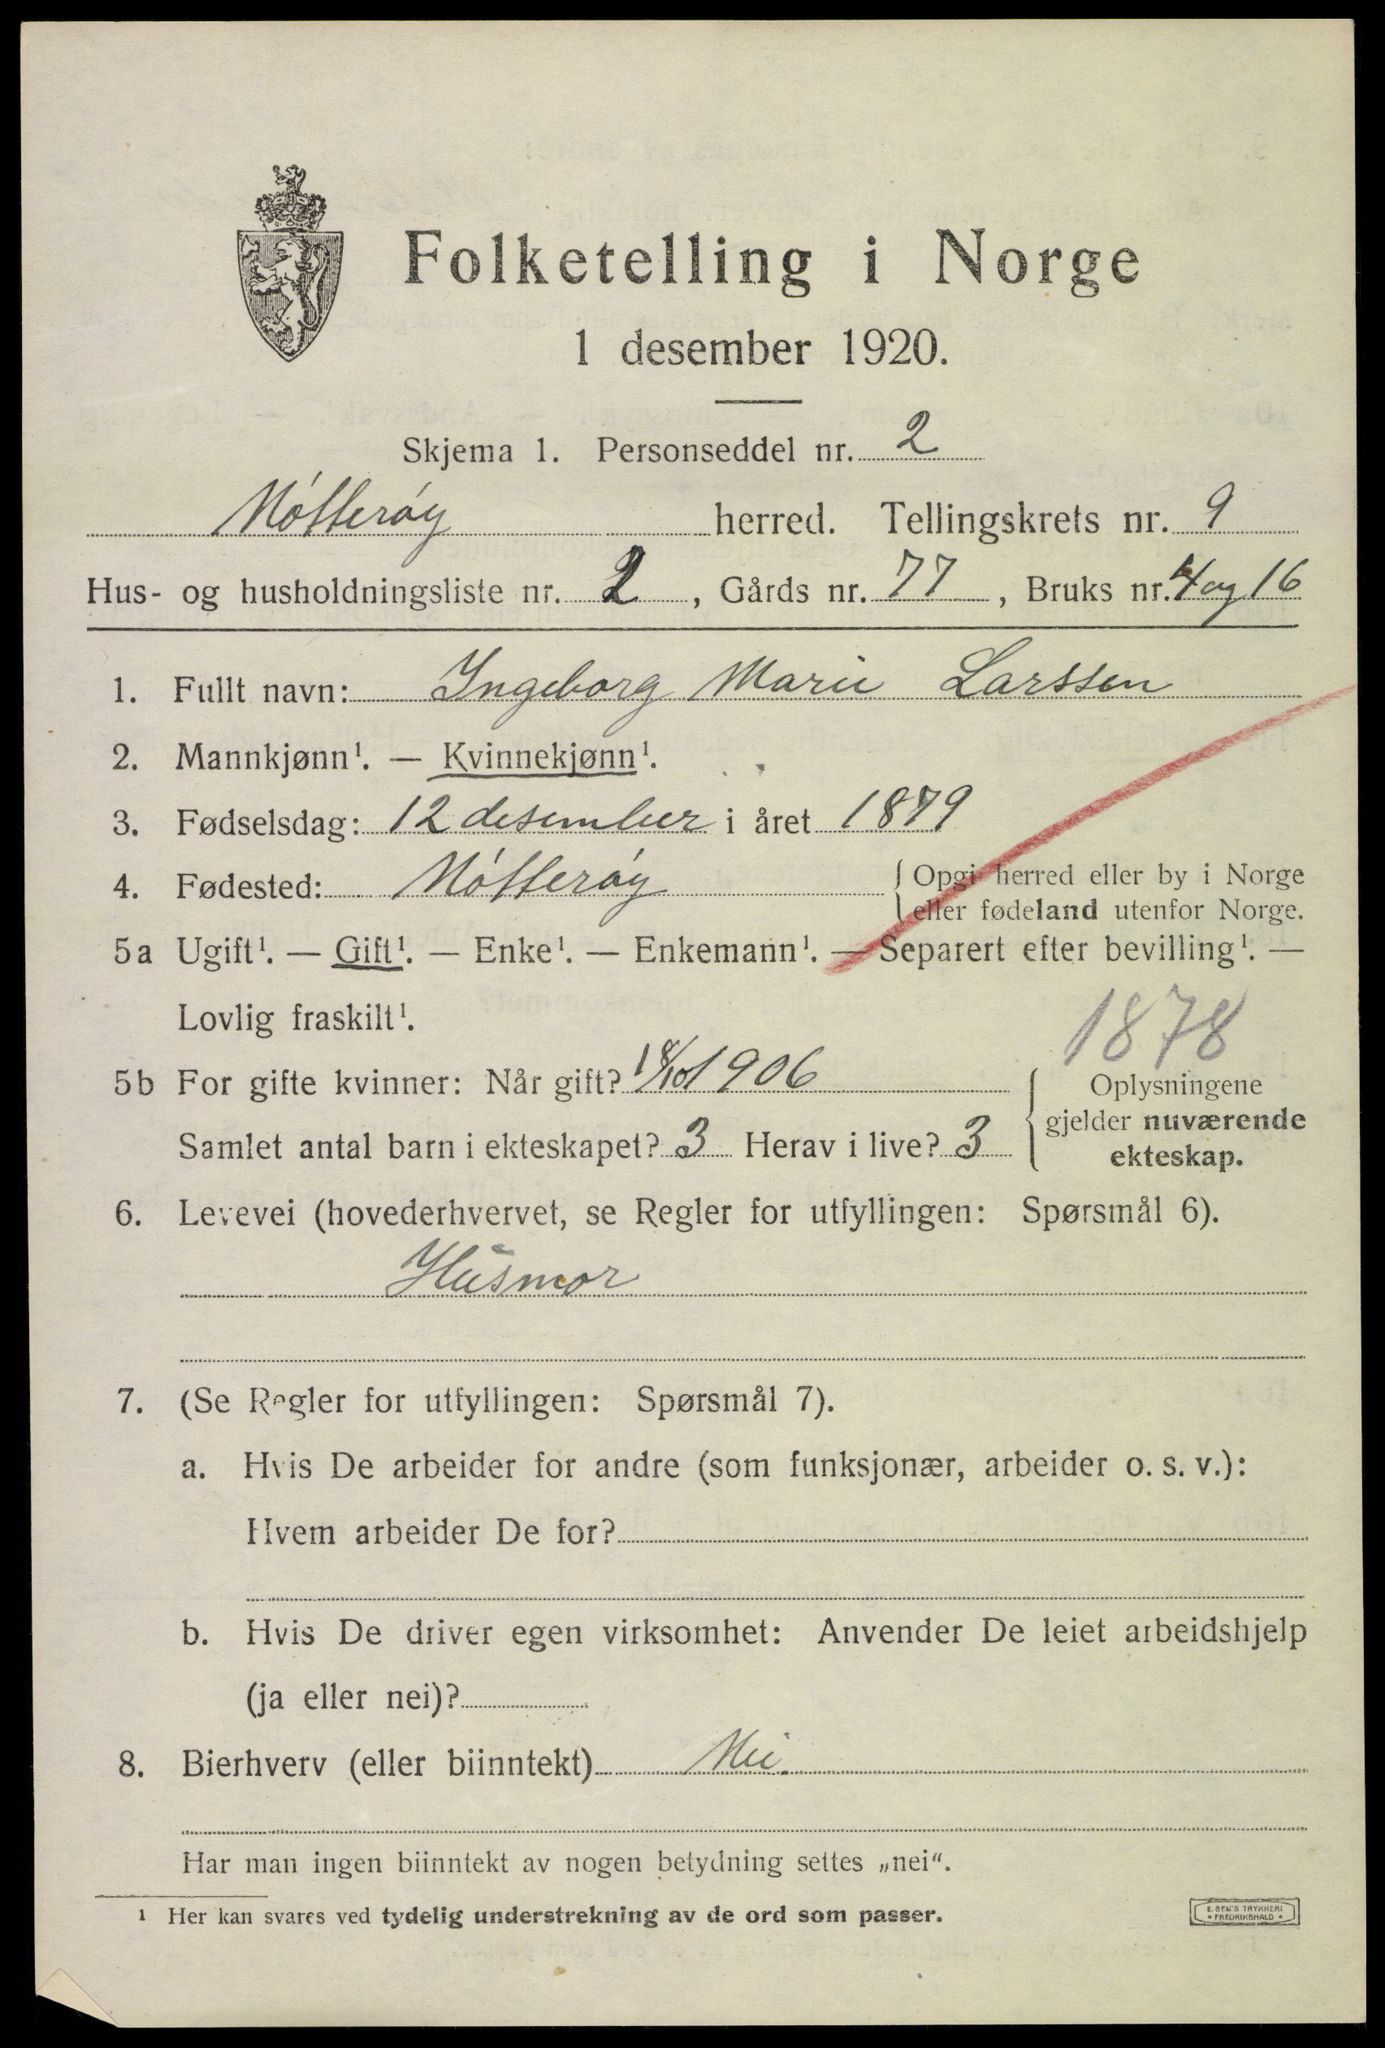 Folketelling i Norge
1 desember 1920.
Skjema 1. Personseddel nr. 2
Nøtterøy herred. Tellingskrets nr. 9
Hus- og husholdningsliste nr. 2, Gårds nr. 77, Bruks nr. 4 og 16
1. Fullt navn: Ingeborg Marie Larssen
2. Mannkjønn¹. — Kvinnekjønn¹.
3. Fødselsdag: 12 desember i året 1879
4. Fødested: Nøtterøy { Opgi herred eller by i Norge
eller fødeland utenfor Norge.
5a Ugift¹. — Gift¹. — Enke¹. — Enkemann¹. — Separert efter bevilling¹. —
Lovlig fraskilt¹.
1878
5b For gifte kvinner: Når gift? 18/10 1906
Samlet antal barn i ekteskapet? 3 Herav i live? 3
{ Oplysningene
gjelder nuværende
ekteskap.
6. Levevei (hovederhvervet, se Regler for utfyllingen: Spørsmål 6).
Husmor
7. (Se Regler for utfyllingen: Spørsmål 7).
a. Hvis De arbeider for andre (som funksjonær, arbeider o. s. v.):
Hvem arbeider De for?
b. Hvis De driver egen virksomhet: Anvender De leiet arbeidshjelp
(ja eller nei)?
8. Bierhverv (eller biinntekt) Nei.
Har man ingen biinntekt av nogen betydning settes „nei“.
¹ Her kan svares ved tydelig understrekning av de ord som passer.
E. SEM'S TRYKKERI
• FREDRIKSHALD •